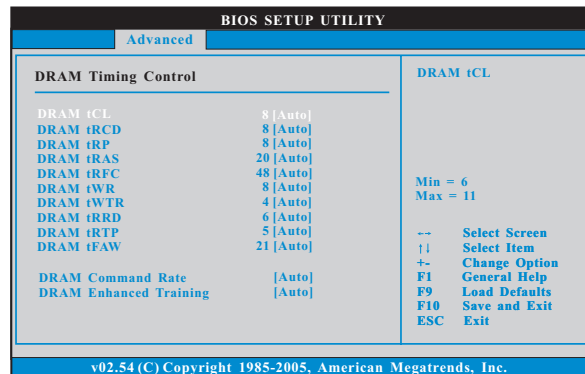 BIOS SETUP UTILITY
Advanced
DRAM Timing Control
DRAM tCL 8 [Auto]
DRAM tRCD 8 [Auto]
DRAM tRP 8 [Auto]
DRAM tRAS 20 [Auto]
DRAM tRFC 48 [Auto]
DRAM tWR 8 [Auto]
DRAM tWTR 4 [Auto]
DRAM tRRD 6 [Auto]
DRAM tRTP 5 [Auto]
DRAM tFAW 21 [Auto]
DRAM Command Rate [Auto]
DRAM Enhanced Training [Auto]
DRAM tCL
Min = 6
Max = 11
←→ Select Screen
↑↓ Select Item
+- Change Option
F1 General Help
F9 Load Defaults
F10 Save and Exit
ESC Exit
v02.54 (C) Copyright 1985-2005, American Megatrends, Inc.